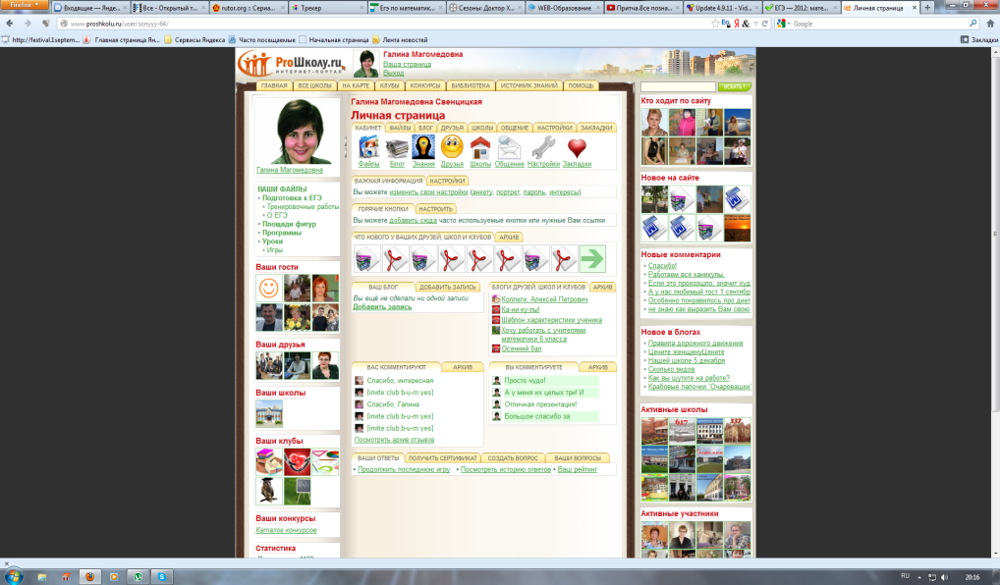 Firefox
Входящие — Янде...
Все - Открытый т...
rutor.org :: Сериа...
Трекер
Егэ по математик...
Сезоны: Доктор Х...
WEB-Образование
Притча.Все позна...
Update 4.9.11 - Vid...
ЕГЭ — 2012: мате...
Личная страница
www.proshkolu.ru/user/sonyyy-64/
Google
http://festival.1septem...
Главная страница Ян...
Сервисы Яндекса
Часто посещаемые
Начальная страница
Лента новостей
Закладки
ProШколу.ru
ИНТЕРНЕТ-ПОРТАЛ
Галина Магомедовна
Ваша страница
Выход
ГЛАВНАЯ ВСЕ ШКОЛЫ НА КАРТЕ КЛУБЫ КОНКУРСЫ БИБЛИОТЕКА ИСТОЧНИК ЗНАНИЙ ПОМОЩЬ
ИСКАТЬ !
Галина Магомедовна
ВАШИ ФАЙЛЫ
• Подготовка к ЕГЭ
• Тренировочные работы
• О ЕГЭ
• Площади фигур
• Программы
• Уроки
• Игры
Ваши гости
Ваши друзья
Ваши школы
Ваши клубы
Ваши конкурсы
Каталог конкурсов
Статистика
Галина Магомедовна Свенцицкая
Личная страница
КАБИНЕТ ФАЙЛЫ БЛОГ ДРУЗЬЯ ШКОЛЫ ОБЩЕНИЕ НАСТРОЙКИ ЗАКЛАДКИ
Файлы Блог Знания Друзья Школы Общение Настройки Закладки
ВАЖНАЯ ИНФОРМАЦИЯ НАСТРОЙКИ
Вы можете изменить свои настройки (анкету, портрет, пароль, интересы)
ГОРЯЧИЕ КНОПКИ НАСТРОИТЬ
Вы можете добавить сюда часто используемые кнопки или нужные Вам ссылки
ЧТО НОВОГО У ВАШИХ ДРУЗЕЙ, ШКОЛ И КЛУБОВ АРХИВ
ВАШ БЛОГ ДОБАВИТЬ ЗАПИСЬ
Вы ещё не сделали ни одной записи
Добавить запись
БЛОГИ ДРУЗЕЙ, ШКОЛ И КЛУБОВ АРХИВ
Коллеги, Алексей Петрович
Ка-ни-ку-лы!
Шаблон характеристики ученика
Хочу работать с учителями
математики 6 класса
Осенний бал
ВАС КОММЕНТИРУЮТ АРХИВ
Спасибо, интересная
[invite:club:b-u-m:yes]
Спасибо, Галина
[invite:club:b-u-m:yes]
[invite:club:b-u-m:yes]
Посмотреть архив отзывов
ВЫ КОММЕНТИРУЕТЕ АРХИВ
Просто чудо!
А у меня их целых три! И
Отличная презентация!
Большое спасибо за
ВАШИ ОТВЕТЫ ПОЛУЧИТЬ СЕРТИФИКАТ СОЗДАТЬ ВОПРОС ВАШИ ВОПРОСЫ
• Продолжить последнюю игру • Посмотреть историю ответов • Ваш рейтинг
Кто ходит по сайту
Новое на сайте
Новые комментарии
Спасибо!
Работаем все каникулы.
Если это произошло, значит худ
А у нас любимый тост 1 сентябр
Особенно понравилось про диет
не знаю как выразить Вам свою
Новое в блогах
Правила дорожного движения
Цените женщинуЦените
Нашей школе 5 декабря
Сколько видов
Как вы шутите на работе?
Крабовые палочки 'Очаровашки'
Активные школы
617
337
Активные участники
RU
20:16